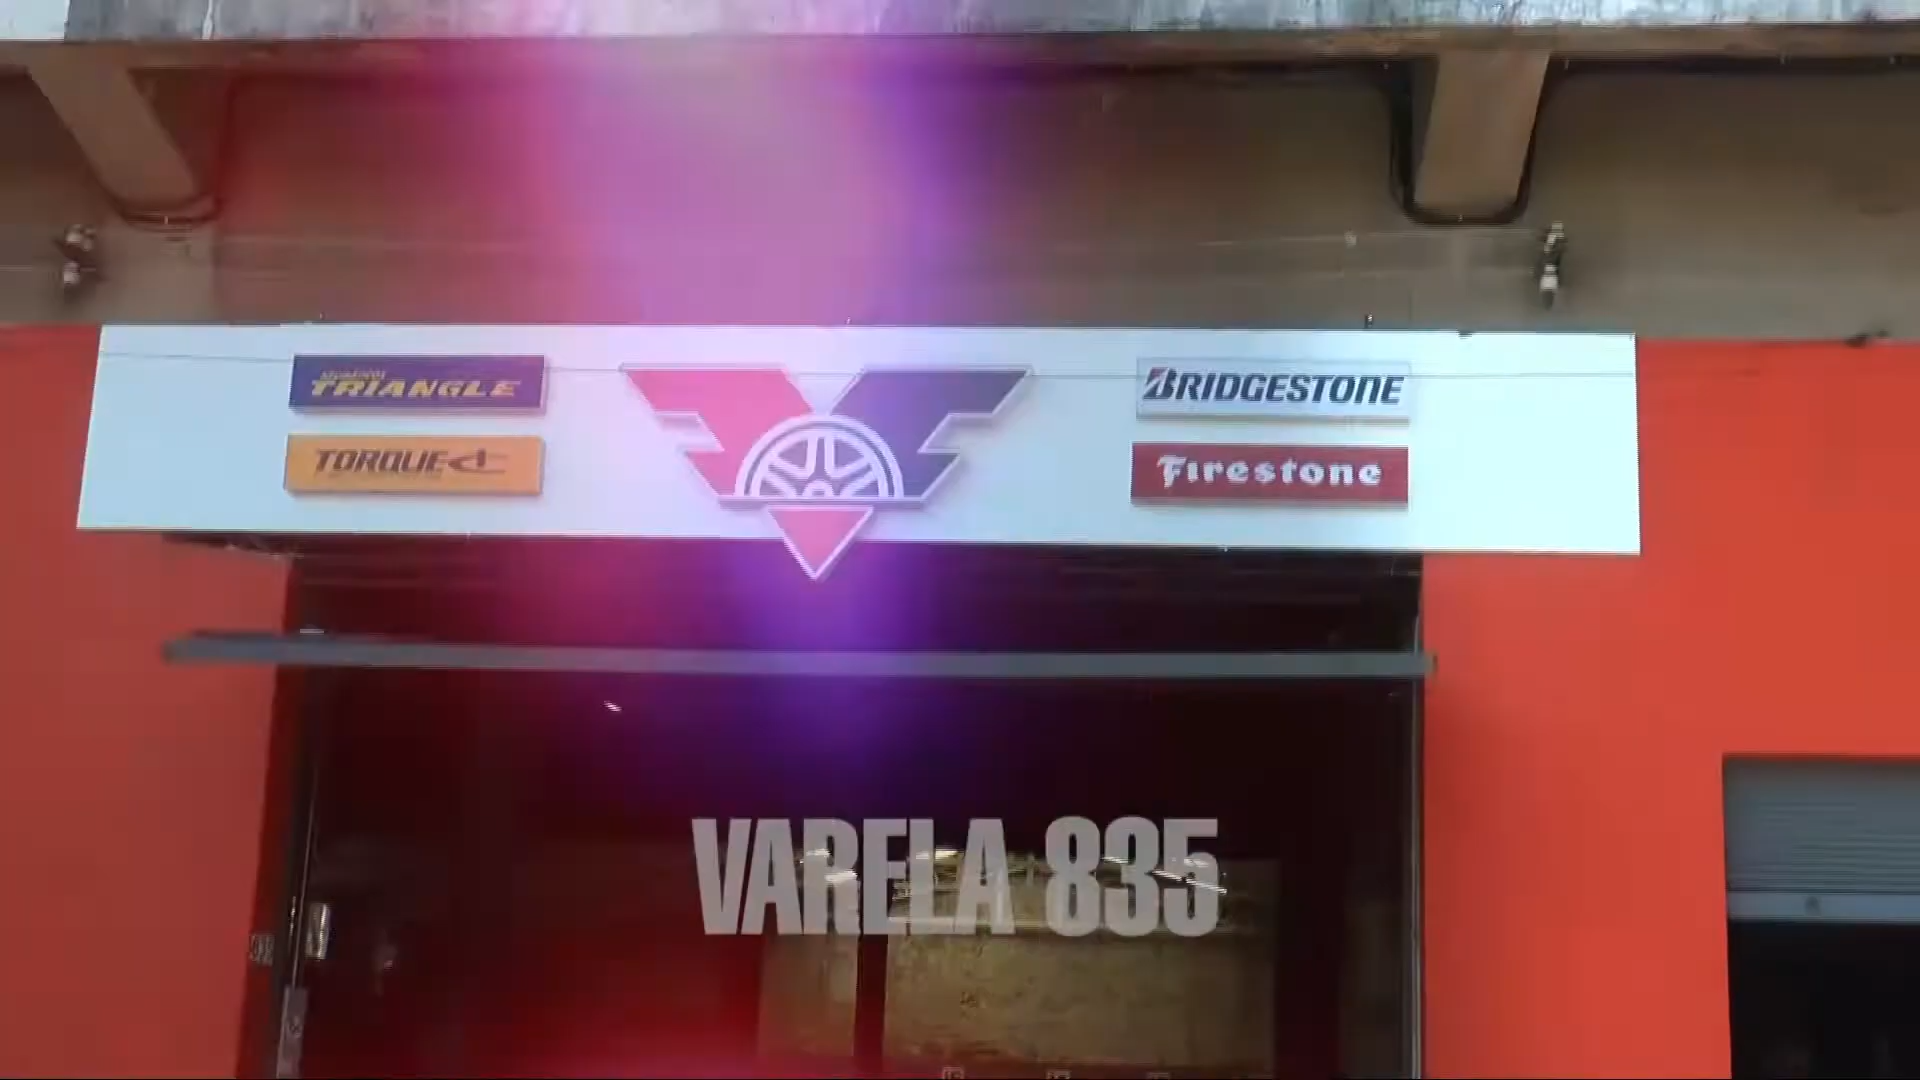 TRIANGLE
TORQUE
BRIDGESTONE
Firestone
VARELA 835